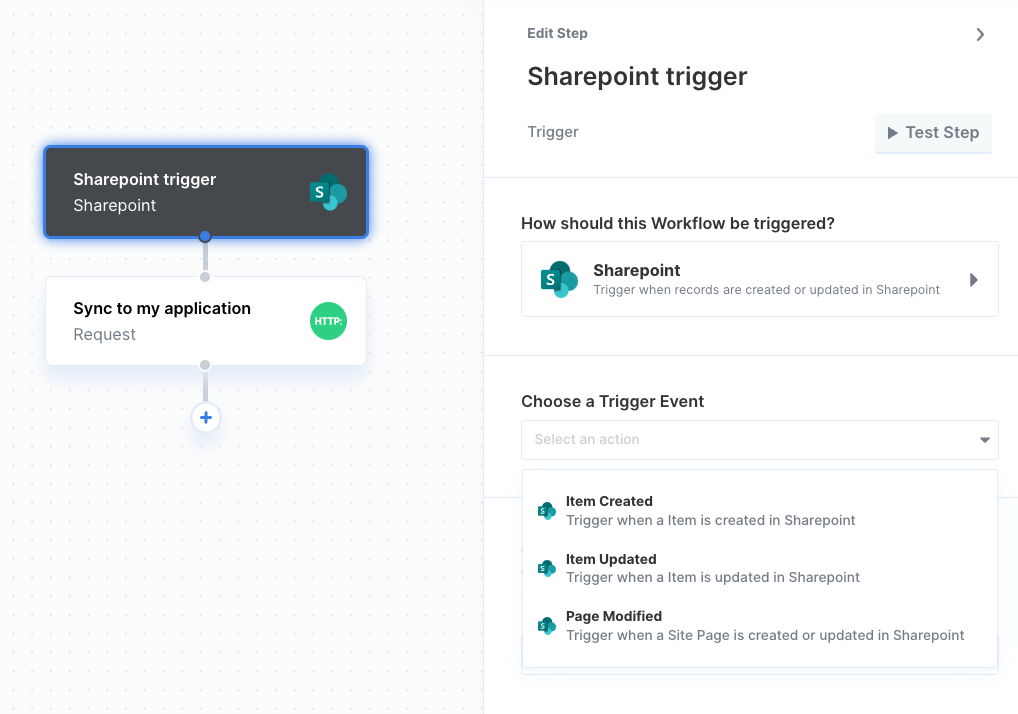 Sharepoint trigger
Sharepoint
S
Sync to my application
Request
HTTP:
Edit Step
Sharepoint trigger
Trigger
Test Step
How should this Workflow be triggered?
S
Sharepoint
Trigger when records are created or updated in Sharepoint
Choose a Trigger Event
Select an action
S
Item Created
Trigger when a Item is created in Sharepoint
S
Item Updated
Trigger when a Item is updated in Sharepoint
S
Page Modified
Trigger when a Site Page is created or updated in Sharepoint